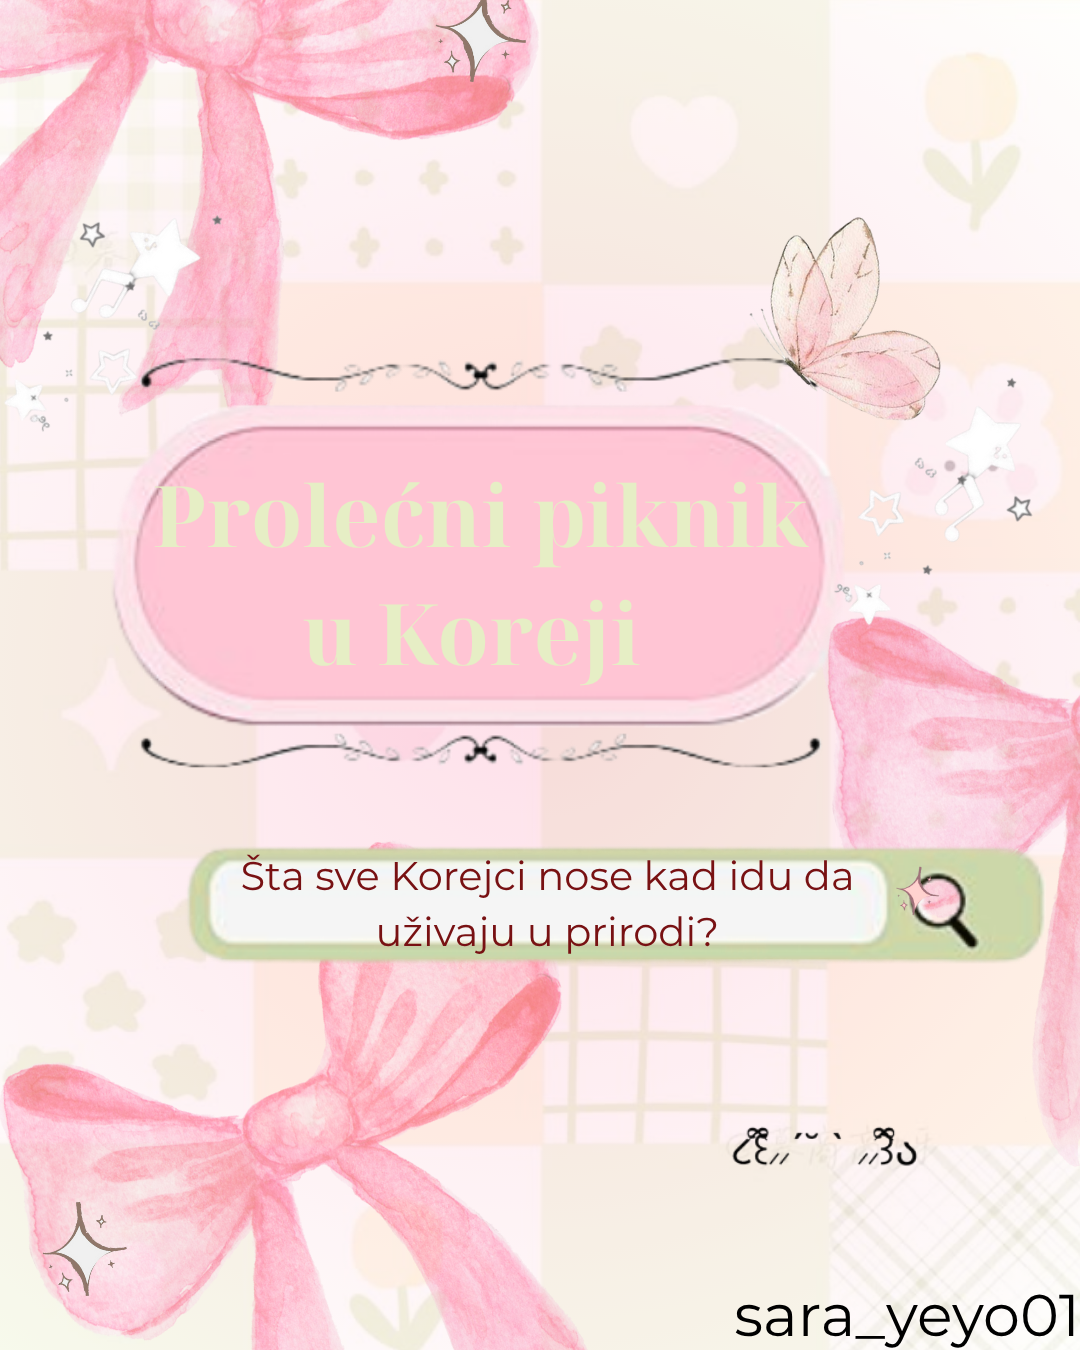 Prolećni piknik
u Koreji
Šta sve Korejci nose kad idu da
uživaju u prirodi?
sara_yeyo01